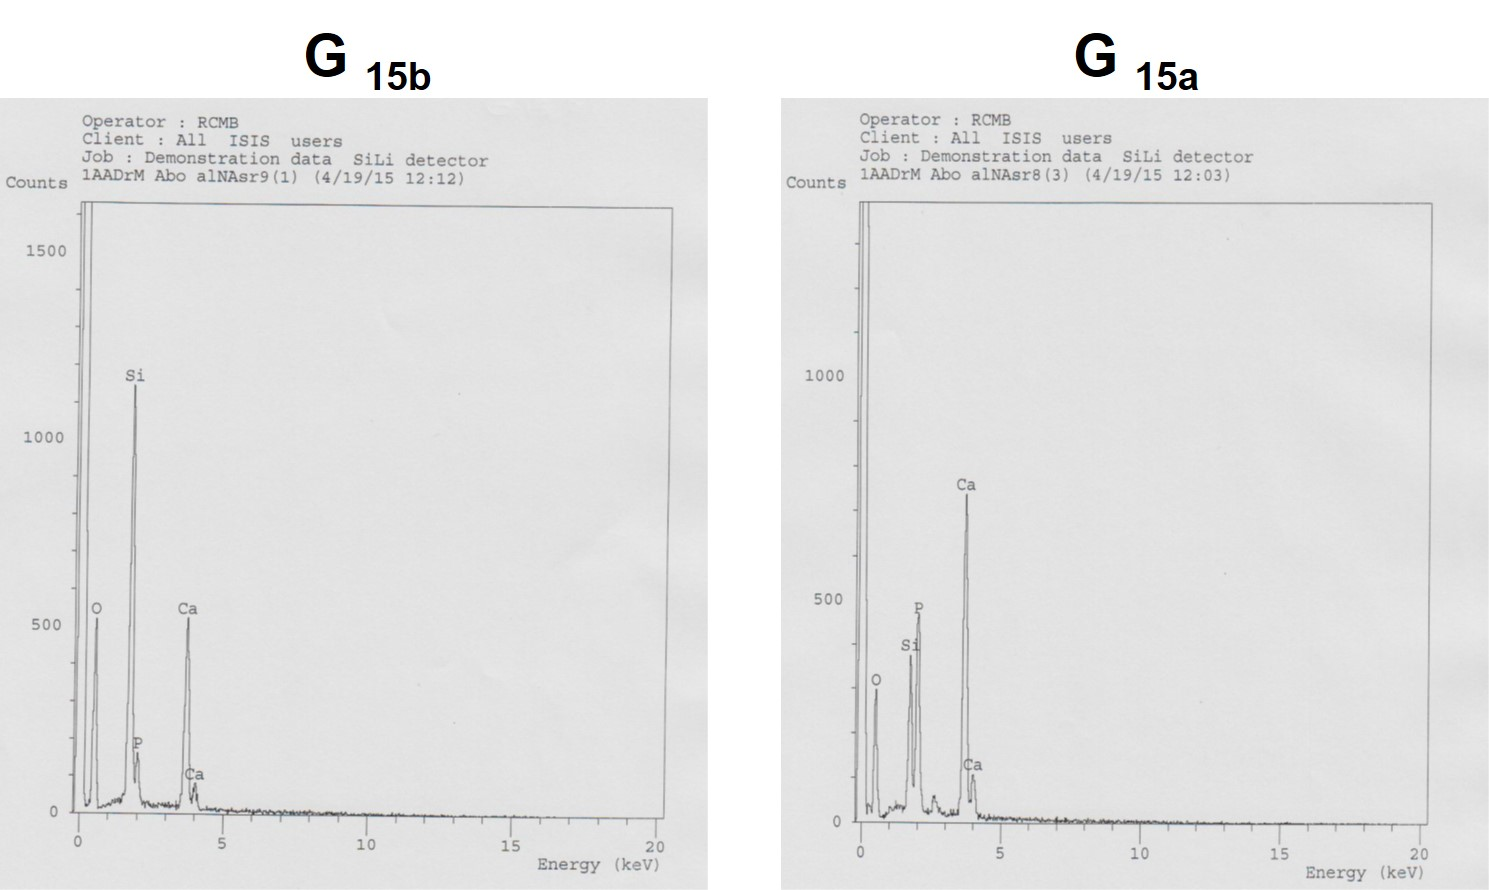 G 15b
Operator : RCMB
Client : All ISIS users
Job : Demonstration data SiLi detector
1AADrM Abo alNAsr9(1) (4/19/15 12:12)
Counts
1500
Si
1000
O
Ca
500
P
Ca
0
0 5 10 15 20
Energy (keV)
G 15a
Operator : RCMB
Client : All ISIS users
Job : Demonstration data SiLi detector
1AADrM Abo alNAsr8(3) (4/19/15 12:03)
Counts
1000
Ca
500
P
Si
O
Ca
0
0 5 10 15 20
Energy (keV)